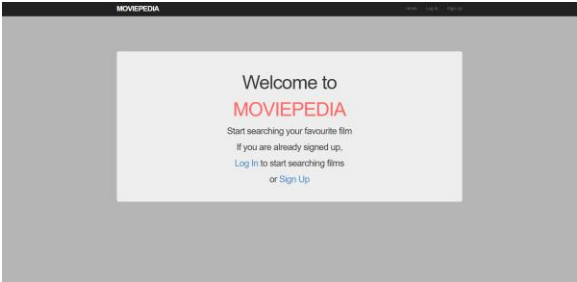 MOVIEPEDIA
Home Log In Sign Up
Welcome to
MOVIEPEDIA
Start searching your favourite film
If you are already signed up,
Log In to start searching films
or Sign Up